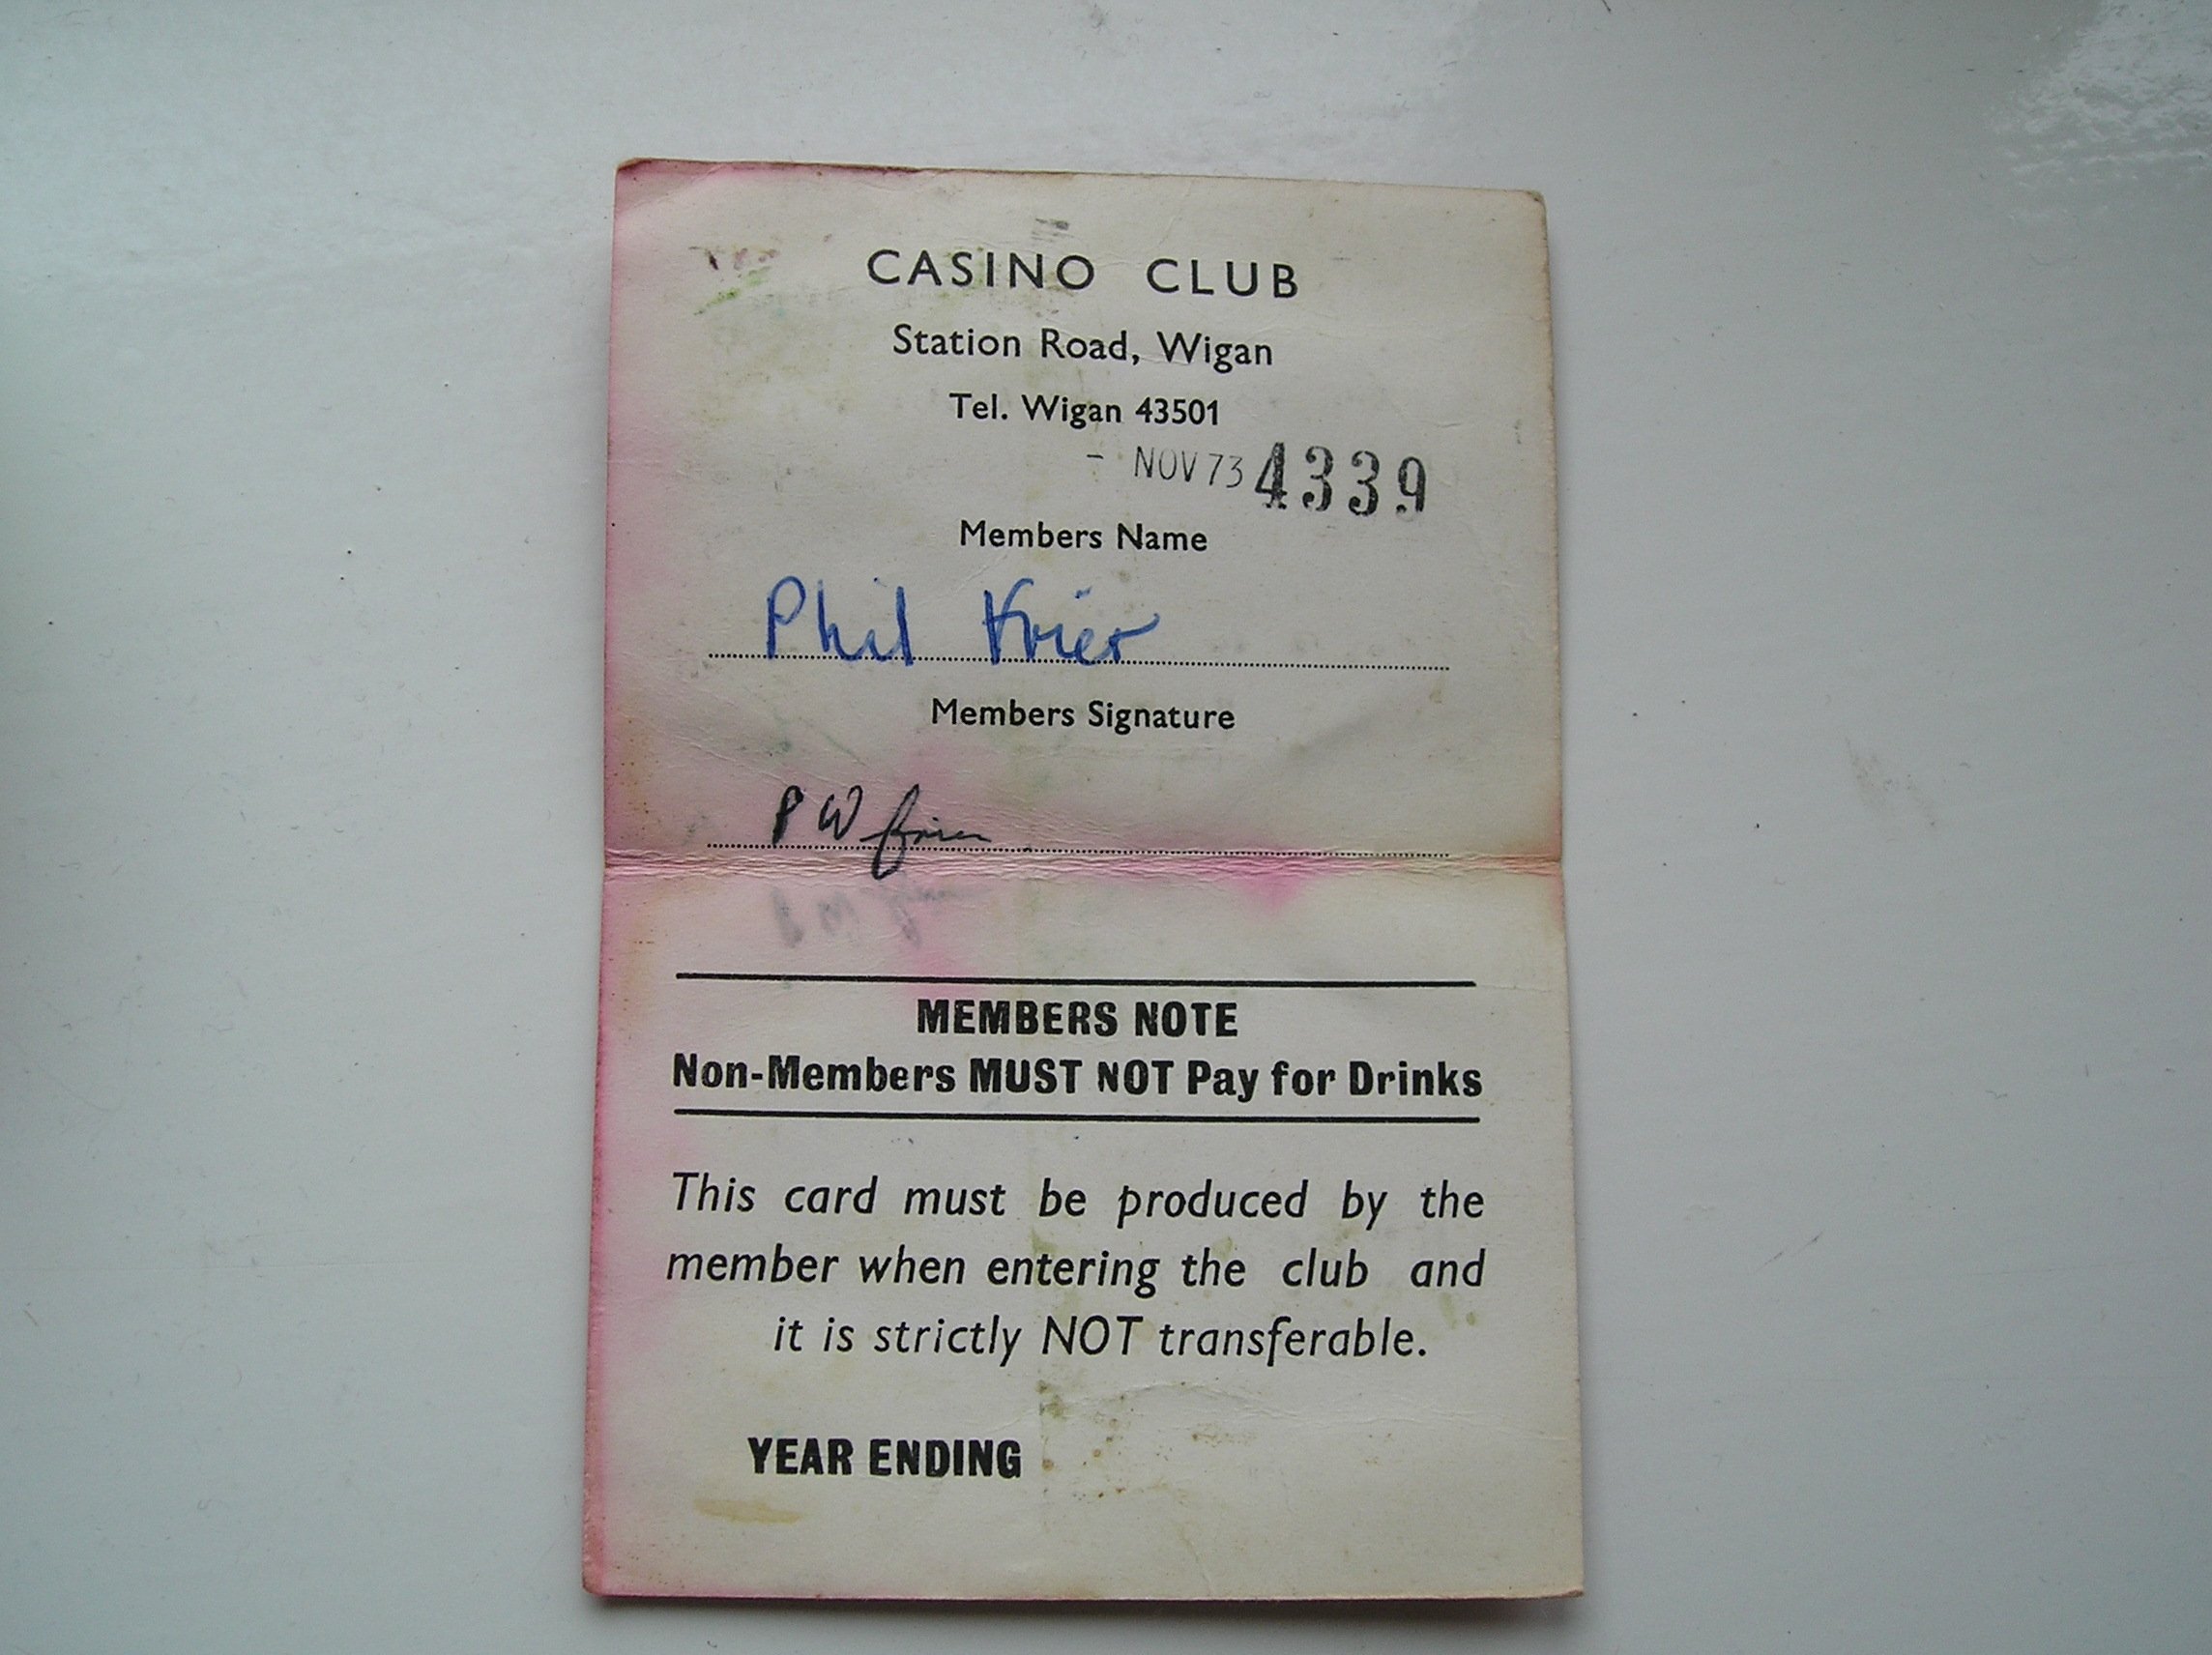 CASINO CLUB
Station Road, Wigan
Tel. Wigan 43501
- NOV 73 4339
Members Name
Phil
Members Signature
P W
MEMBERS NOTE
Non-Members MUST NOT Pay for Drinks
This card must be produced by the
member when entering the club and
it is strictly NOT transferable.
YEAR ENDING